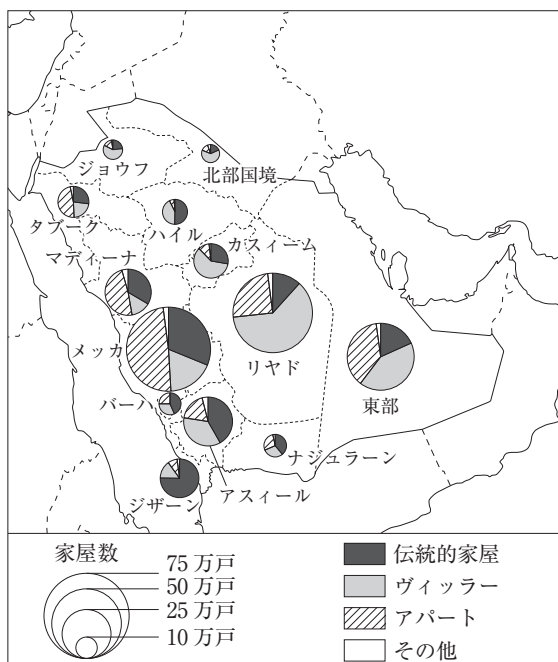 ジョウフ
北部国境
タブーク
ハイル
カスィーム
マディーナ
メッカ
リヤド
東部
バーハ
ナジュラーン
アスィール
ジザーン
家屋数
75 万戸
50 万戸
25 万戸
10 万戸
伝統的家屋
ヴィッラー
アパート
その他